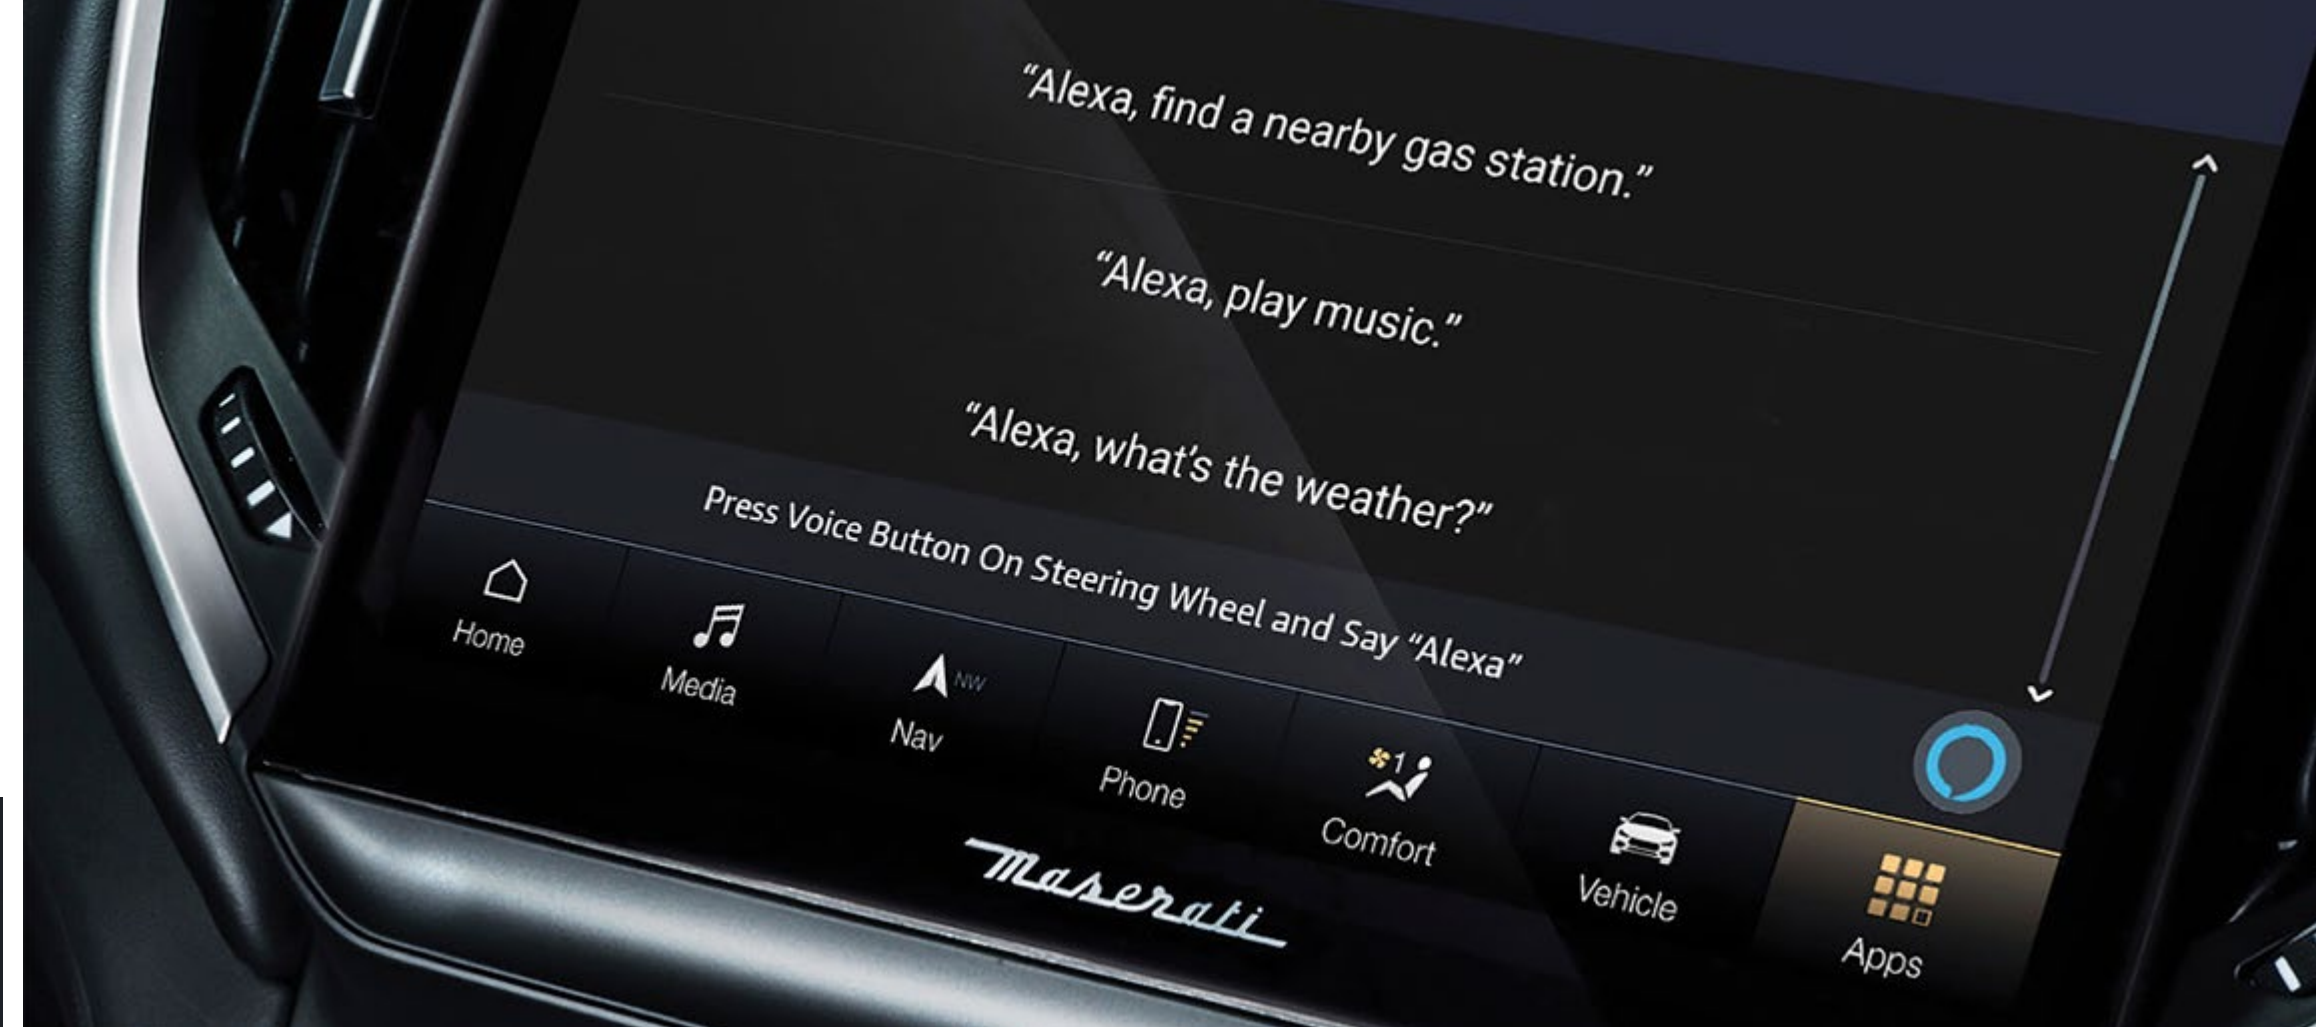 “Alexa, find a nearby gas station.”
“Alexa, play music.”
“Alexa, what’s the weather?”
Press Voice Button On Steering Wheel and Say “Alexa”
Home
Media
NW
Nav
Phone
1
Comfort
Vehicle
Apps
Maserati